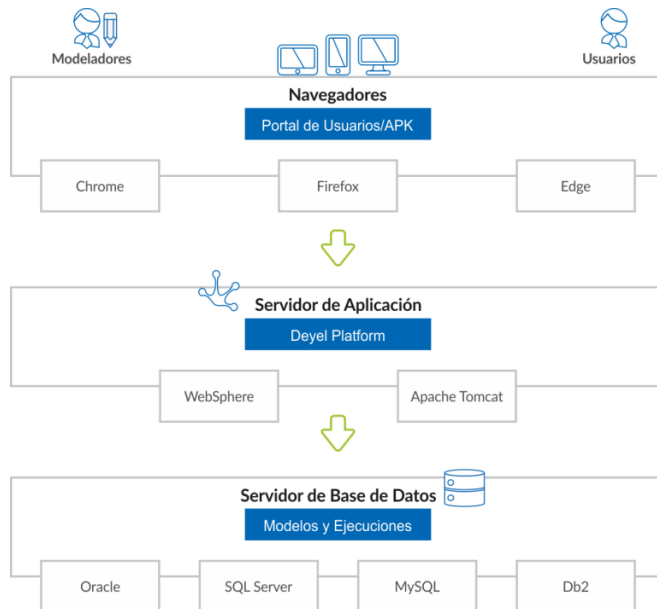 Modeladores
Usuarios
Navegadores
Portal de Usuarios/APK
Chrome
Firefox
Edge
Servidor de Aplicación
Deyel Platform
WebSphere
Apache Tomcat
Servidor de Base de Datos
Modelos y Ejecuciones
Oracle
SQL Server
MySQL
Db2